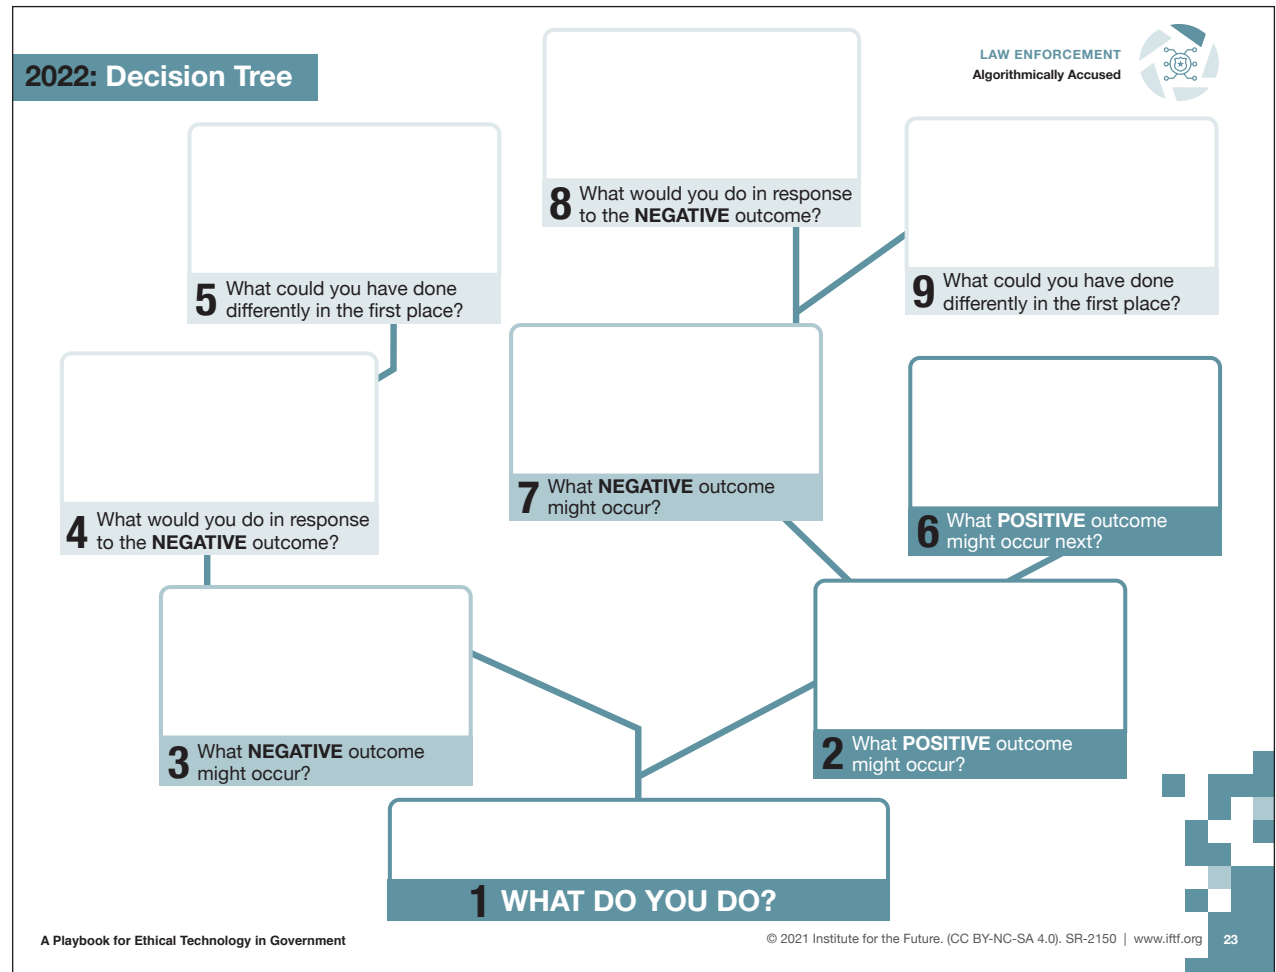 2022: Decision Tree
LAW ENFORCEMENT
Algorithmically Accused
8 What would you do in response
to the NEGATIVE outcome?
5 What could you have done
differently in the first place?
9 What could you have done
differently in the first place?
4 What would you do in response
to the NEGATIVE outcome?
7 What NEGATIVE outcome
might occur?
6 What POSITIVE outcome
might occur next?
3 What NEGATIVE outcome
might occur?
2 What POSITIVE outcome
might occur?
1 WHAT DO YOU DO?
A Playbook for Ethical Technology in Government
© 2021 Institute for the Future. (CC BY-NC-SA 4.0). SR-2150 | www.iftf.org 23